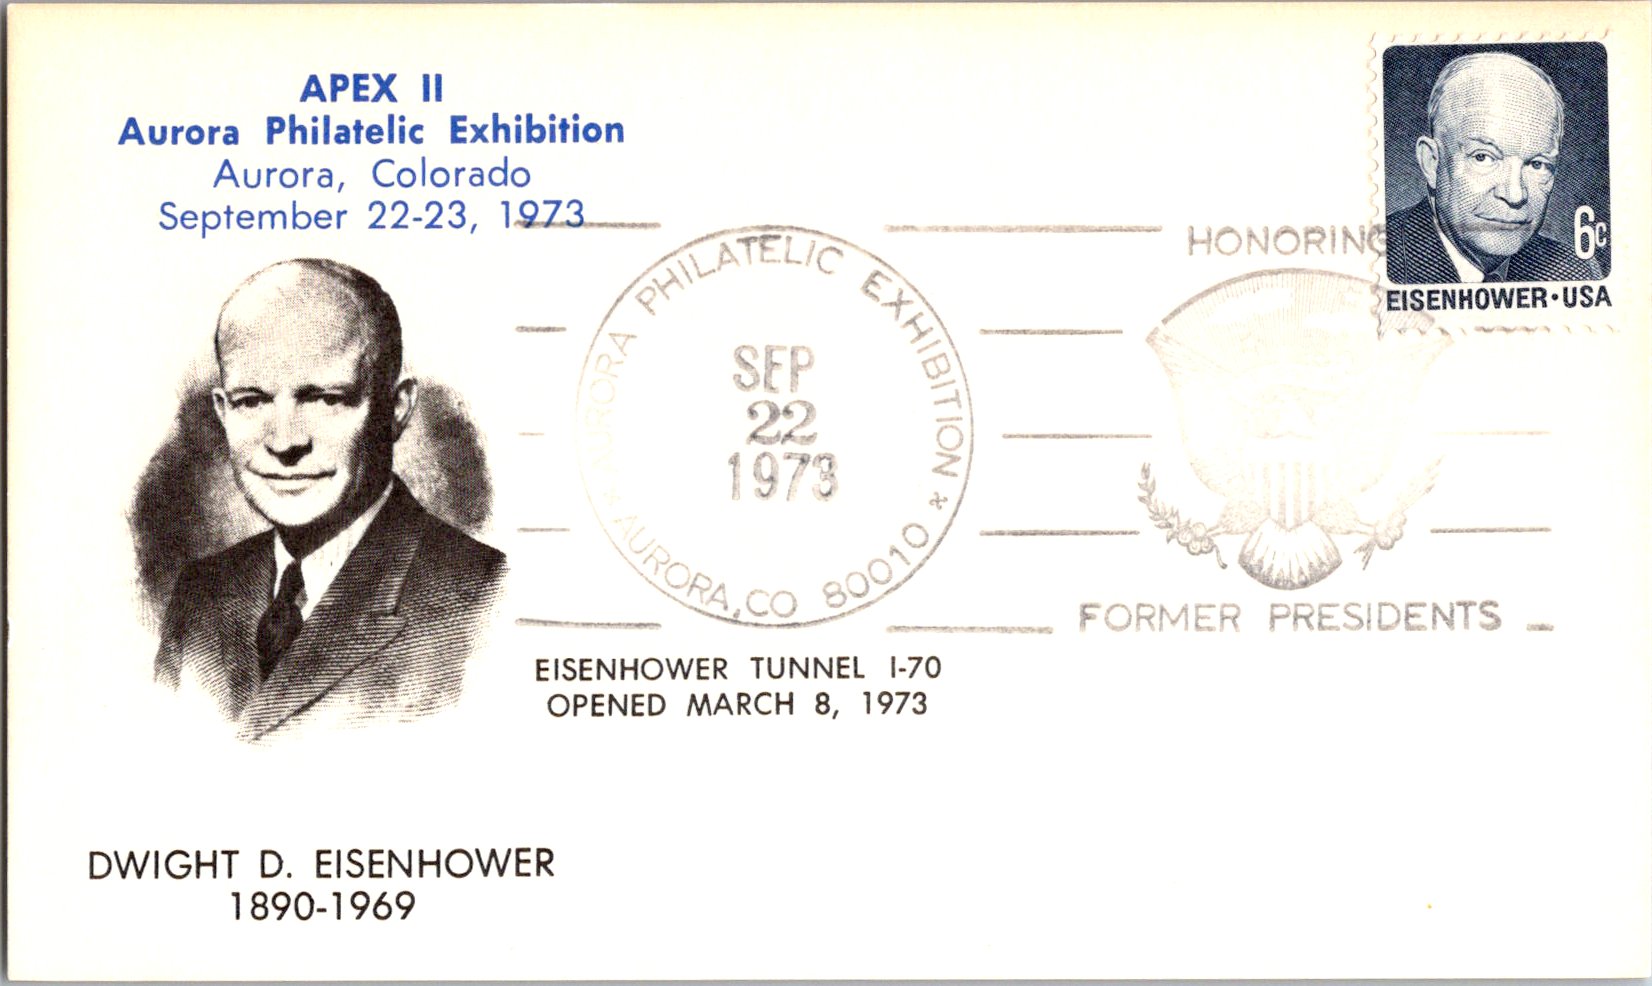 APEX II
Aurora Philatelic Exhibition
Aurora, Colorado
September 22-23, 1973
6c
EISENHOWER·USA
AURORA PHILATELIC EXHIBITION & AURORA, CO 80010 &
SEP
22
1973
HONORING
FORMER PRESIDENTS
EISENHOWER TUNNEL I-70
OPENED MARCH 8, 1973
DWIGHT D. EISENHOWER
1890-1969